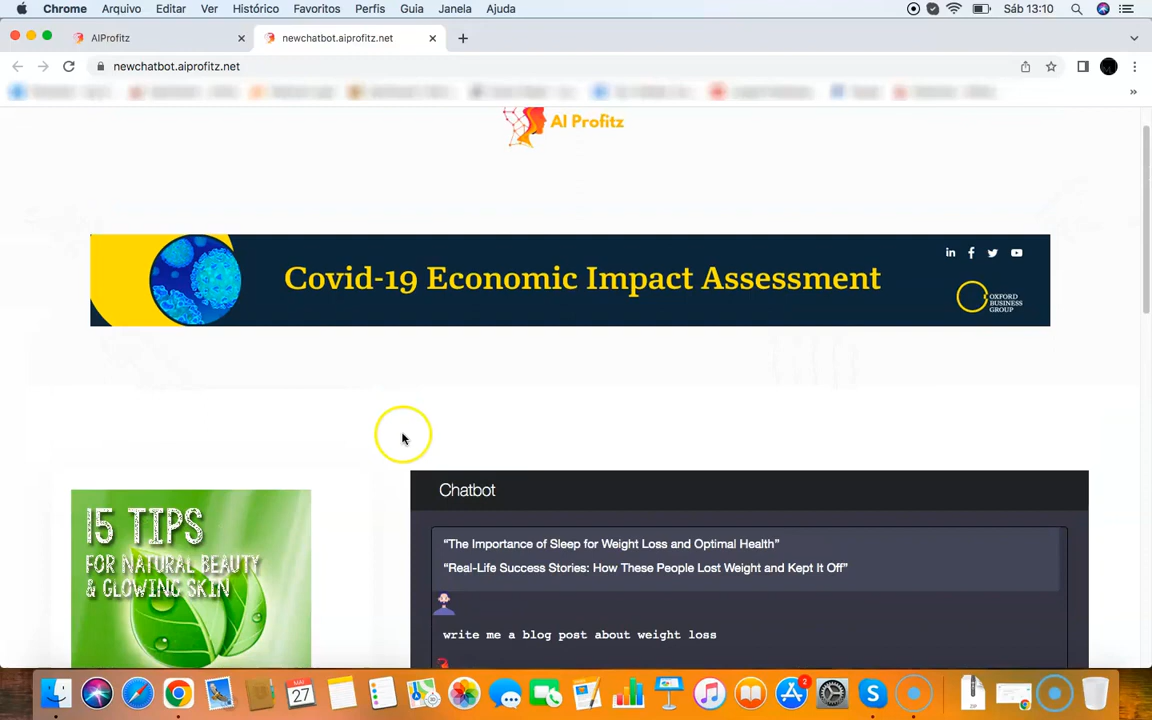 Chrome Arquivo Editar Ver Histórico Favoritos Perfis Guia Janela Ajuda Sáb 13:10
AIProfitz newchatbot.aiprofitz.net
newchatbot.aiprofitz.net
AI Profitz
Covid-19 Economic Impact Assessment
OXFORD
BUSINESS
GROUP
Chatbot
15 TIPS
FOR NATURAL BEAUTY
& GLOWING SKIN
“The Importance of Sleep for Weight Loss and Optimal Health”
“Real-Life Success Stories: How These People Lost Weight and Kept It Off”
write me a blog post about weight loss
MAI
27
2